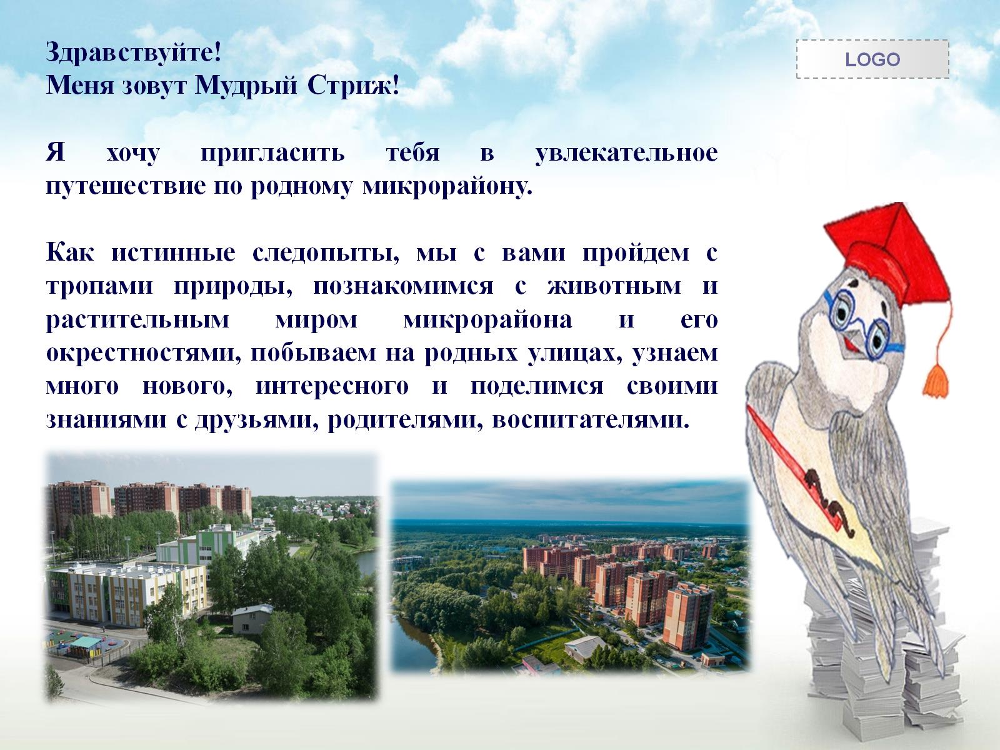 Здравствуйте!
Меня зовут Мудрый Стриж!
LOGO
Я хочу пригласить тебя в увлекательное
путешествие по родному микрорайону.
Как истинные следопыты, мы с вами пройдем с
тропами природы, познакомимся с животным и
растительным миром микрорайона и его
окрестностями, побываем на родных улицах, узнаем
много нового, интересного и поделимся своими
знаниями с друзьями, родителями, воспитателями.